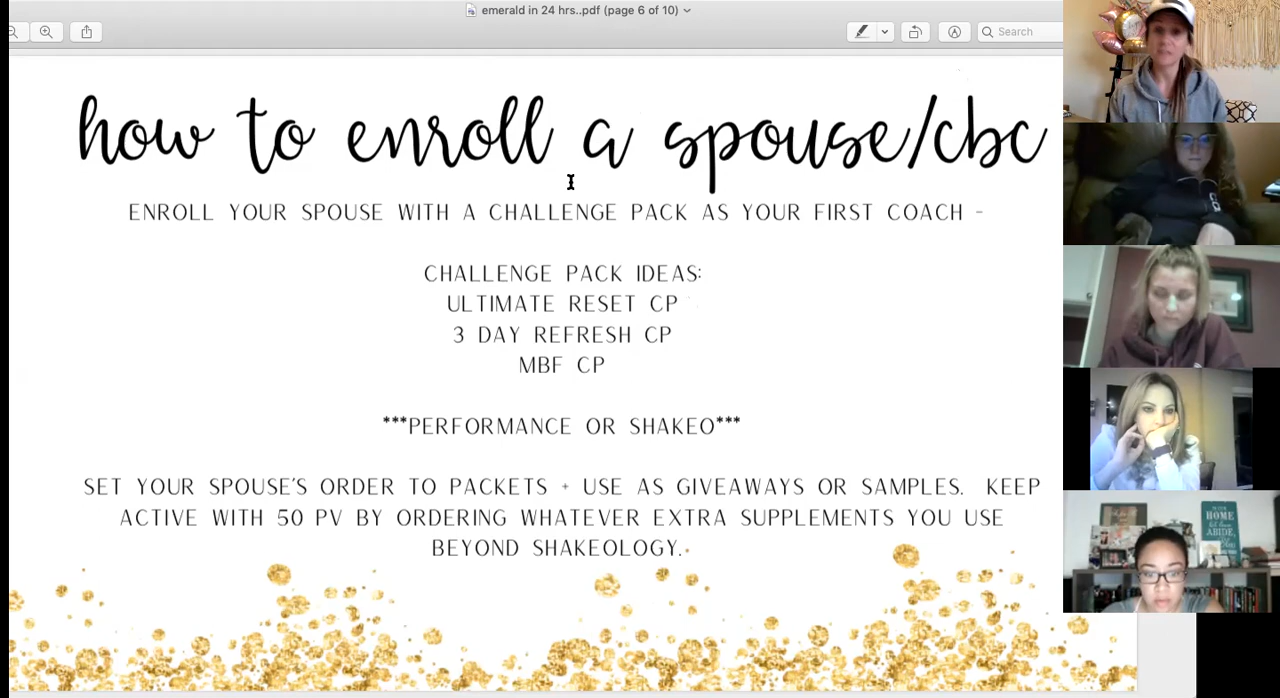 emerald in 24 hrs..pdf (page 6 of 10)
Search
how to enroll a spouse/cbc
ENROLL YOUR SPOUSE WITH A CHALLENGE PACK AS YOUR FIRST COACH -
CHALLENGE PACK IDEAS:
ULTIMATE RESET CP
3 DAY REFRESH CP
MBF CP
***PERFORMANCE OR SHAKEO***
SET YOUR SPOUSE'S ORDER TO PACKETS + USE AS GIVEAWAYS OR SAMPLES. KEEP
ACTIVE WITH 50 PV BY ORDERING WHATEVER EXTRA SUPPLEMENTS YOU USE
BEYOND SHAKEOLOGY.
HOME
ABIDE,